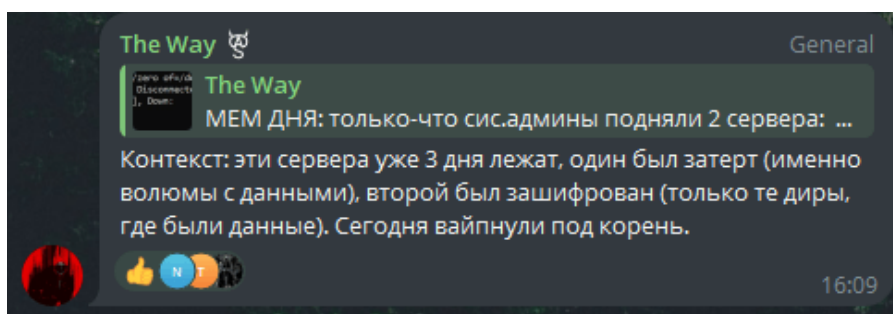 The Way
General
The Way
МЕМ ДНЯ: только-что сис.админы подняли 2 сервера: ...
Контекст: эти сервера уже 3 дня лежат, один был затерт (именно
волюмы с данными), второй был зашифрован (только те диры,
где были данные). Сегодня вайпнули под корень.
N
T
16:09